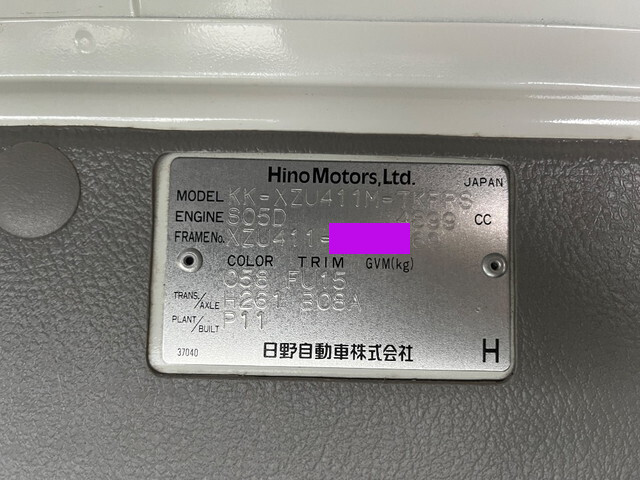 Hino Motors, Ltd.
JAPAN
MODEL KK-XZU411M-TKFRS
ENGINE S05D 4899 CC
FRAME No. XZU411-
COLOR TRIM GVM(kg)
058 FU15
TRANS./AXLE H261 B08A
PLANT/BUILT P11
37040 日野自動車株式会社 H